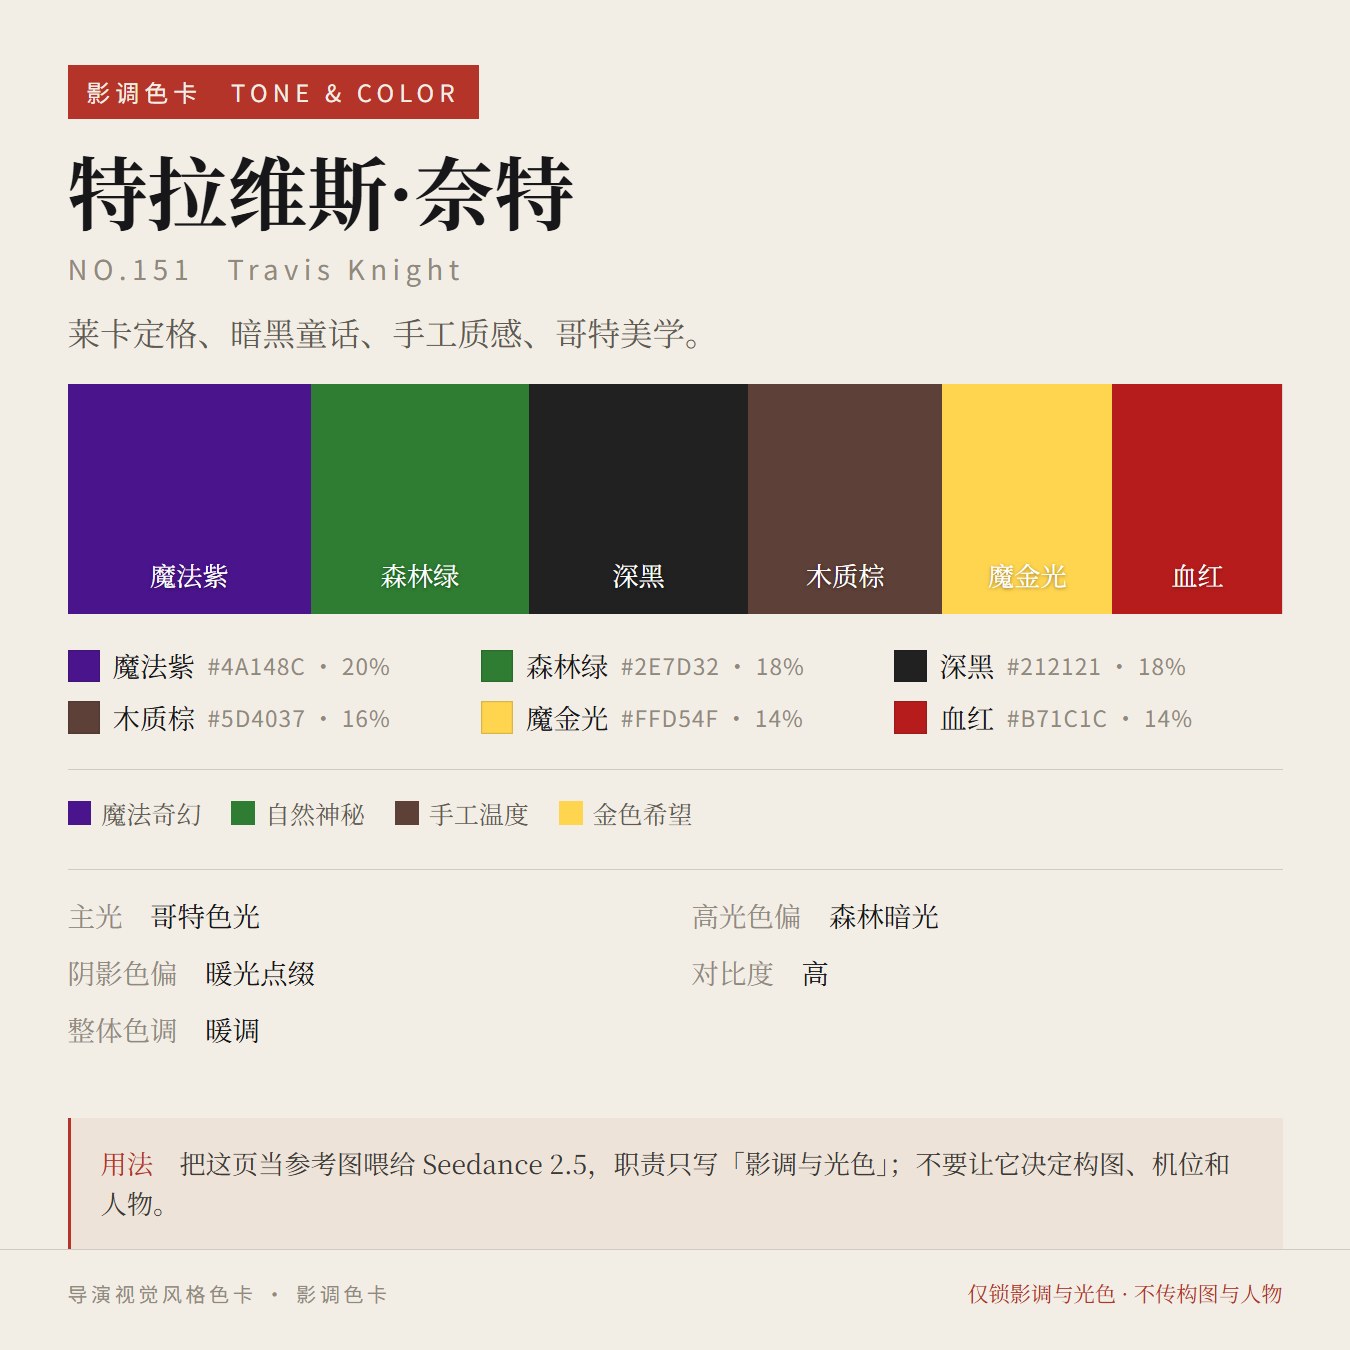 影调色卡 TONE & COLOR
特拉维斯·奈特
NO.151 Travis Knight
莱卡定格、暗黑童话、手工质感、哥特美学。
魔法紫 森林绿 深黑 木质棕 魔金光 血红
魔法紫 #4A148C • 20% 森林绿 #2E7D32 • 18% 深黑 #212121 • 18%
木质棕 #5D4037 • 16% 魔金光 #FFD54F • 14% 血红 #B71C1C • 14%
魔法奇幻 自然神秘 手工温度 金色希望
主光 哥特色光 高光色偏 森林暗光
阴影色偏 暖光点缀 对比度 高
整体色调 暖调
用法 把这页当参考图喂给 Seedance 2.5，职责只写「影调与光色」；不要让它决定构图、机位和
人物。
导演视觉风格色卡 • 影调色卡 仅锁影调与光色 · 不传构图与人物